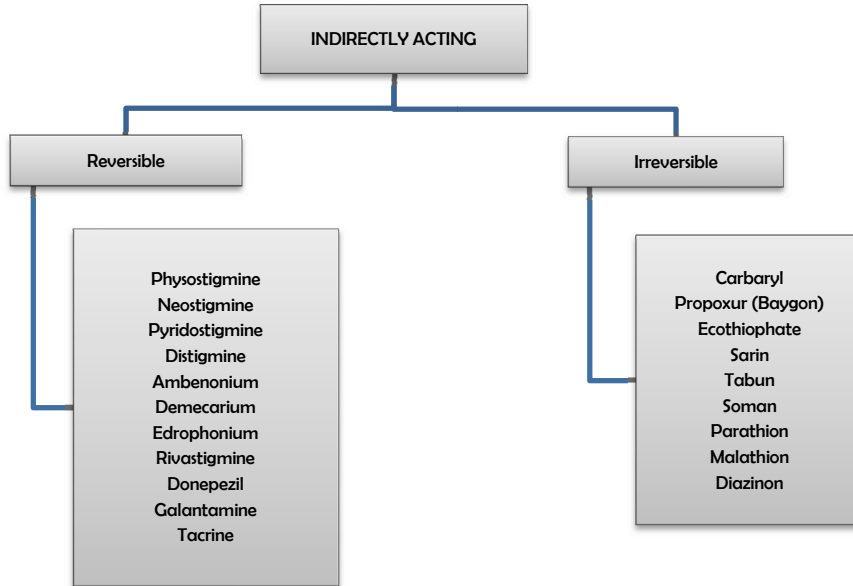 INDIRECTLY ACTING
Reversible
Irreversible
Physostigmine
Neostigmine
Pyridostigmine
Distigmine
Ambenonium
Demecarium
Edrophonium
Rivastigmine
Donepezil
Galantamine
Tacrine
Carbaryl
Propoxur (Baygon)
Ecothiophate
Sarin
Tabun
Soman
Parathion
Malathion
Diazinon